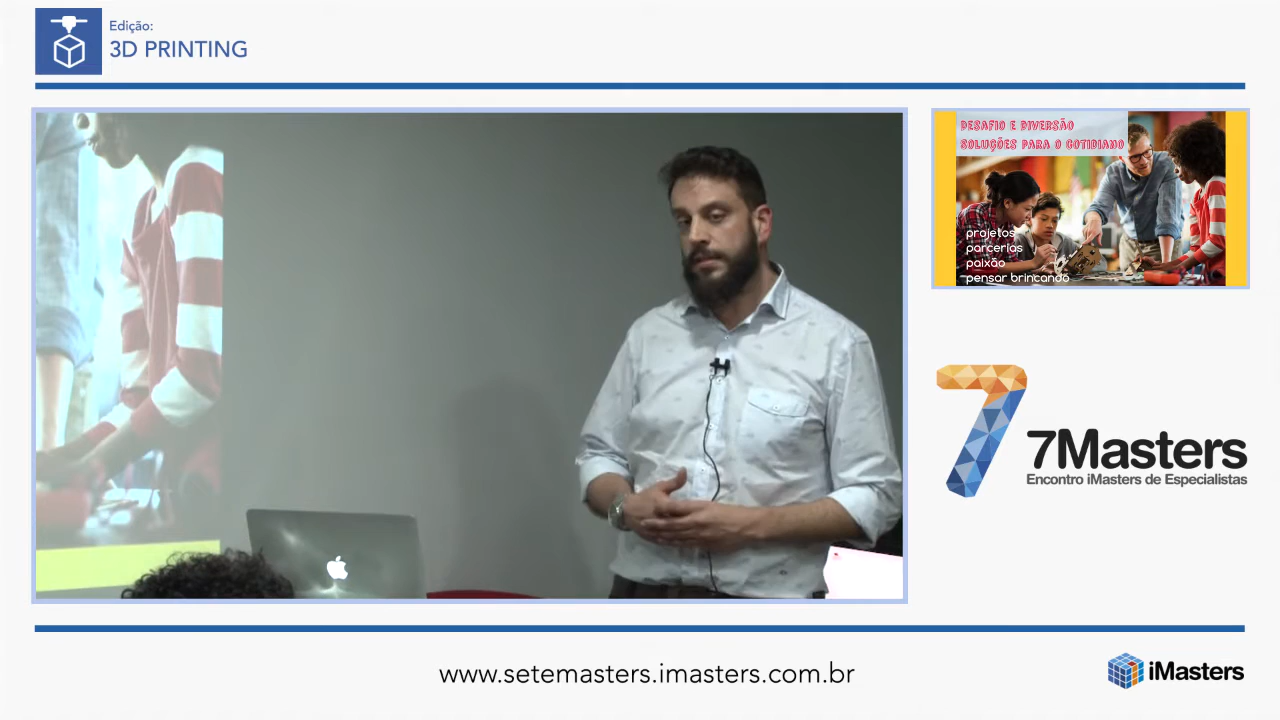 Edição:
3D PRINTING
DESAFIO E DIVERSÃO
SOLUÇÕES PARA O COTIDIANO
projetos
parcerias
paixão
pensar brincando
7Masters
Encontro iMasters de Especialistas
www.setemasters.imasters.com.br
iMasters